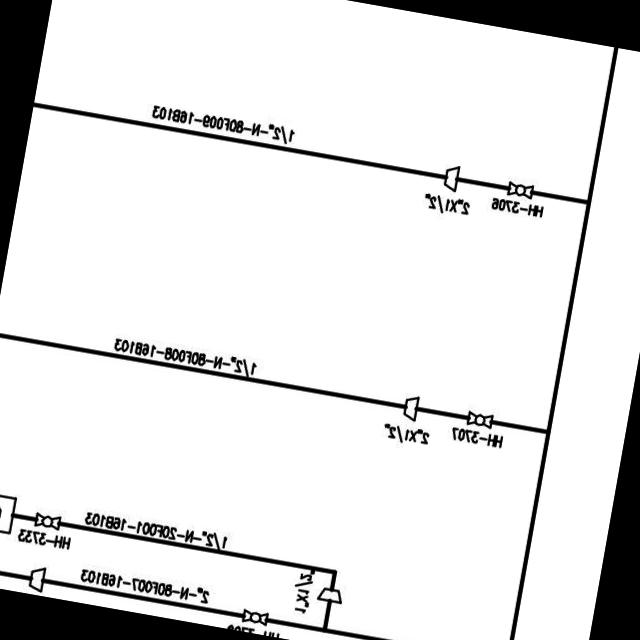 1/2"-N-80F009-16B103
2"X1/2"
HH-3706
1/2"-N-80F008-16B103
2"X1/2"
HH-3707
1/2"-N-20F001-16B103
HH-3733
1"X1/2"
2"-N-80F007-16B103